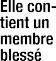 Elle con-
tient un
membre
blessé